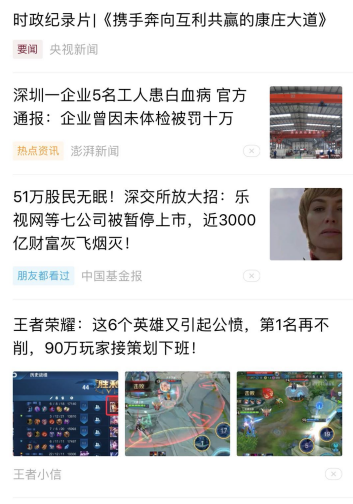 时政纪录片|《携手奔向互利共赢的康庄大道》
要闻 央视新闻
深圳一企业5名工人患白血病 官方
通报：企业曾因未体检被罚十万
热点资讯 澎湃新闻
51万股民无眠！深交所放大招：乐
视网等七公司被暂停上市，近3000
亿财富灰飞烟灭！
朋友都看过 中国基金报
王者荣耀：这6个英雄又引起公愤，第1名再不
削，90万玩家接策划下班！
44
击败
17
1
击败
王者小信